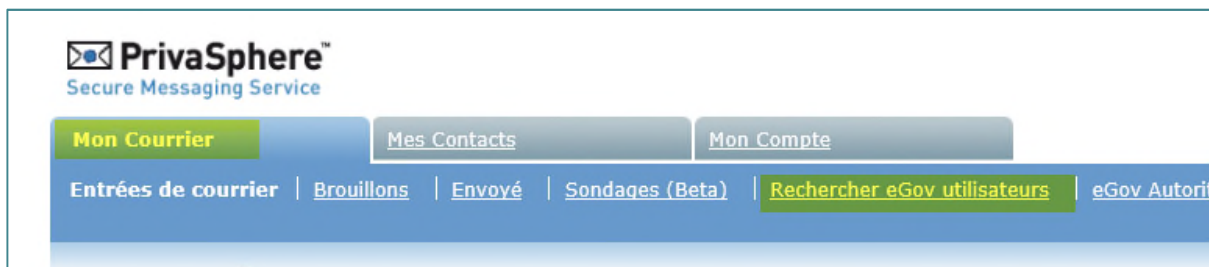 PrivaSphere™
Secure Messaging Service
Mon Courrier Mes Contacts Mon Compte
Entrées de courrier | Brouillons | Envoyé | Sondages (Beta) | Rechercher eGov utilisateurs | eGov Autorit